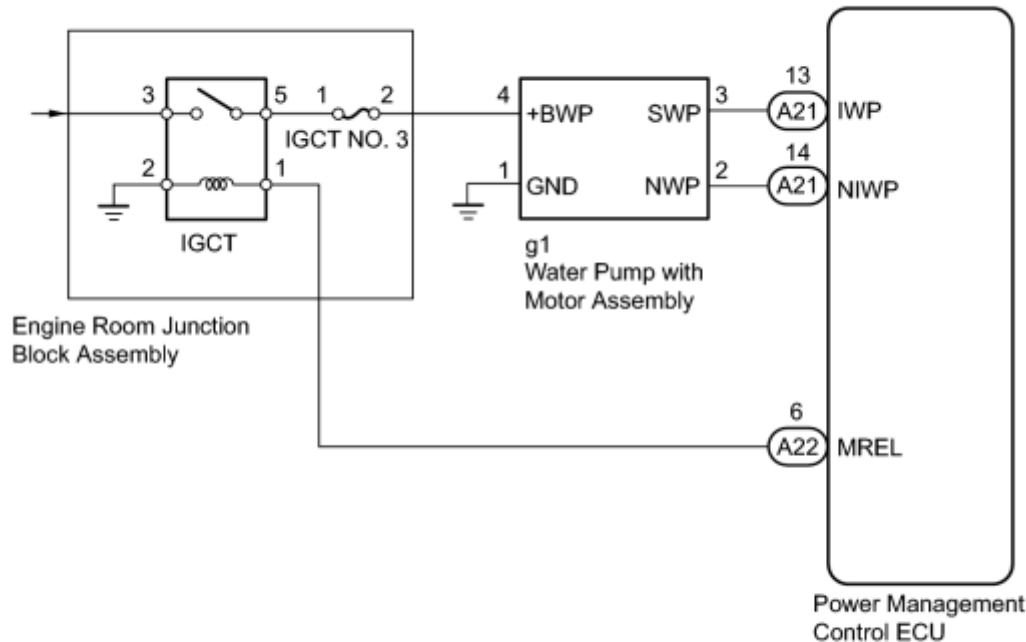 13
3 5 1 2 4 +BWP SWP 3 A21 IWP
IGCT NO. 3
14
2 1 1 GND NWP 2 A21 NIWP
IGCT
g1
Water Pump with
Motor Assembly
Engine Room Junction
Block Assembly
6
A22 MREL
Power Management
Control ECU